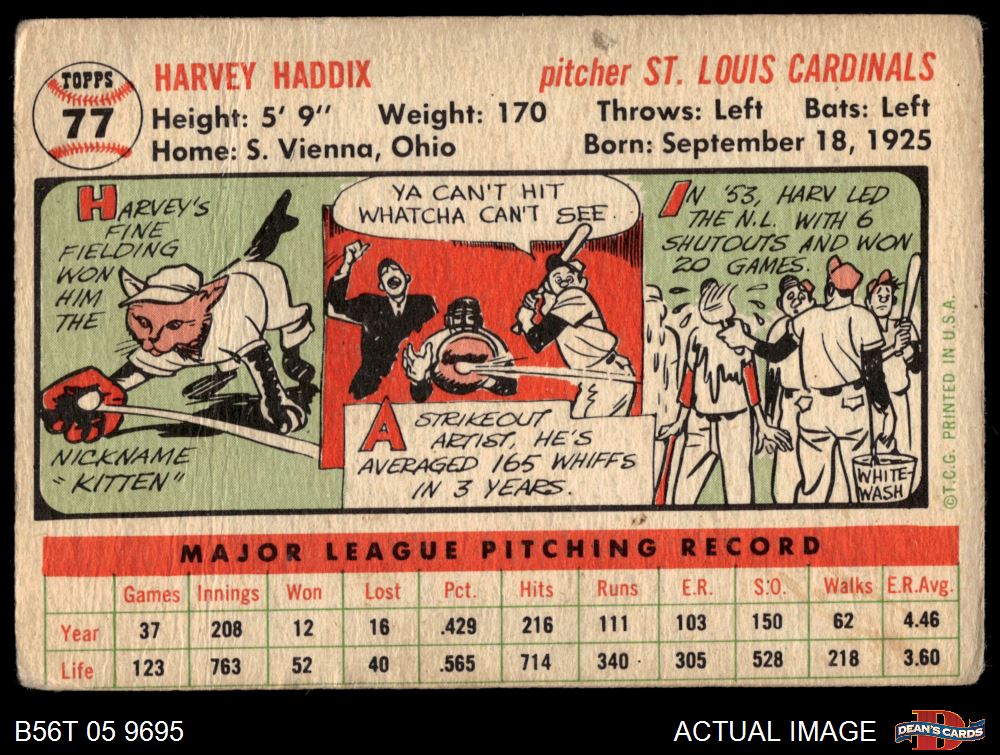 TOPPS
77
HARVEY HADDIX
pitcher ST. LOUIS CARDINALS
Height: 5' 9'' Weight: 170 Throws: Left Bats: Left
Home: S. Vienna, Ohio Born: September 18, 1925
HARVEY'S
FINE
FIELDING
WON
HIM
THE
NICKNAME
"KITTEN"
YA CAN'T HIT
WHATCHA CAN'T SEE.
A STRIKEOUT
ARTIST, HE'S
AVERAGED 165 WHIFFS
IN 3 YEARS.
IN '53, HARV LED
THE N.L. WITH 6
SHUTOUTS AND WON
20 GAMES.
WHITE-
WASH
©T.C.G. PRINTED IN U.S.A.
MAJOR LEAGUE PITCHING RECORD
Games Innings Won Lost Pct. Hits Runs E.R. S.O. Walks E.R.Avg.
Year 37 208 12 16 .429 216 111 103 150 62 4.46
Life 123 763 52 40 .565 714 340 305 528 218 3.60
B56T 05 9695
ACTUAL IMAGE
DEAN'S CARDS